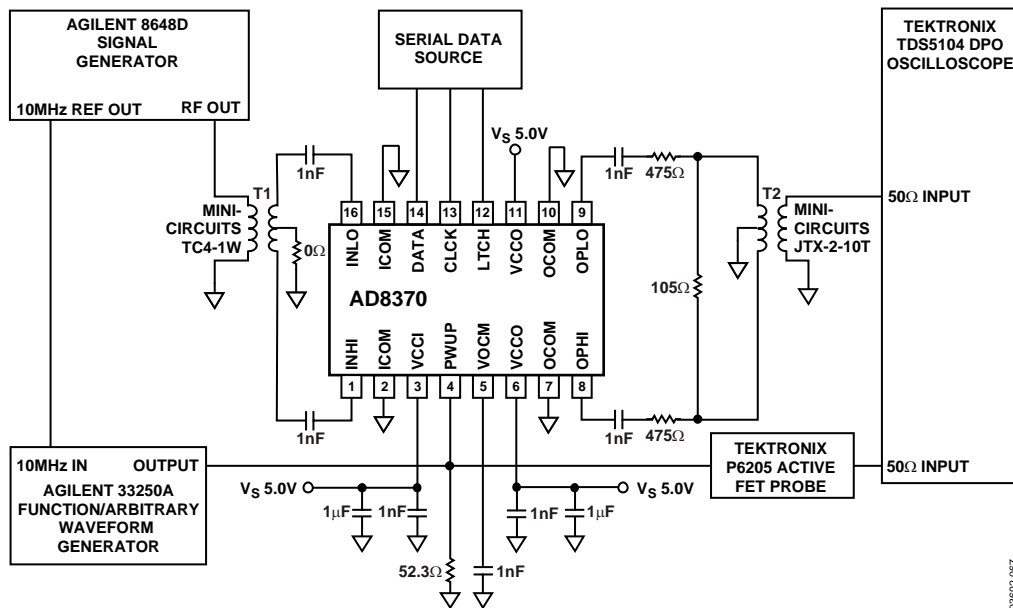 AGILENT 8648D
SIGNAL
GENERATOR
10MHz REF OUT
RF OUT
SERIAL DATA
SOURCE
TEKTRONIX
TDS5104 DPO
OSCILLOSCOPE
50Ω INPUT
50Ω INPUT
VS 5.0V
1nF
1nF
475Ω
T1
T2
MINI-
CIRCUITS
TC4-1W
0Ω
MINI-
CIRCUITS
JTX-2-10T
105Ω
16
15
14
13
12
11
10
9
INLO
ICOM
DATA
CLCK
LTCH
VCCO
OCOM
OPLO
AD8370
INHI
ICOM
VCCI
PWUP
VOCM
VCCO
OCOM
OPHI
1
2
3
4
5
6
7
8
1nF
1nF
475Ω
10MHz IN
OUTPUT
AGILENT 33250A
FUNCTION/ARBITRARY
WAVEFORM
GENERATOR
TEKTRONIX
P6205 ACTIVE
FET PROBE
VS 5.0V
VS 5.0V
1μF
1nF
1nF
1μF
52.3Ω
1nF
03692-067